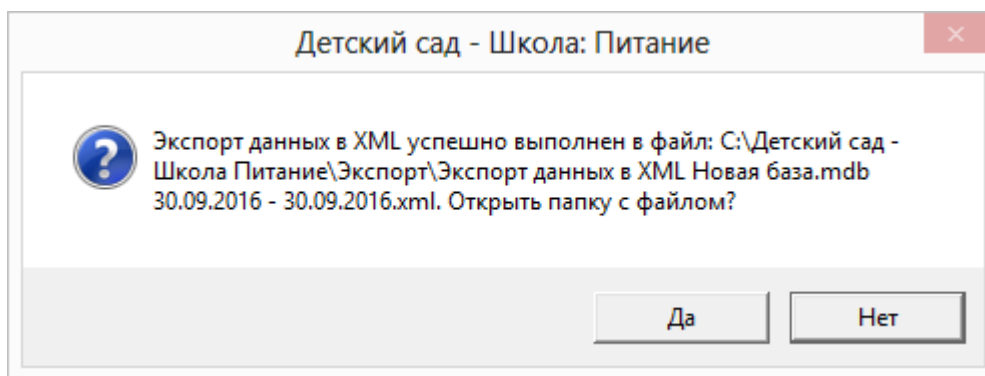 Детский сад - Школа: Питание
Экспорт данных в XML успешно выполнен в файл: C:\Детский сад -
Школа Питание\Экспорт\Экспорт данных в XML Новая база.mdb
30.09.2016 - 30.09.2016.xml. Открыть папку с файлом?
Да
Нет